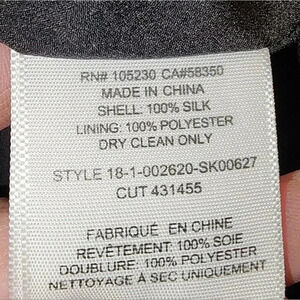 RN# 105230 CA#58350
MADE IN CHINA
SHELL: 100% SILK
LINING: 100% POLYESTER
DRY CLEAN ONLY
STYLE 18-1-002620-SK00627
CUT 431455
FABRIQUÉ EN CHINE
REVÊTEMENT: 100% SOIE
DOUBLURE: 100% POLYESTER
NETTOYAGE À SEC UNIQUEMENT